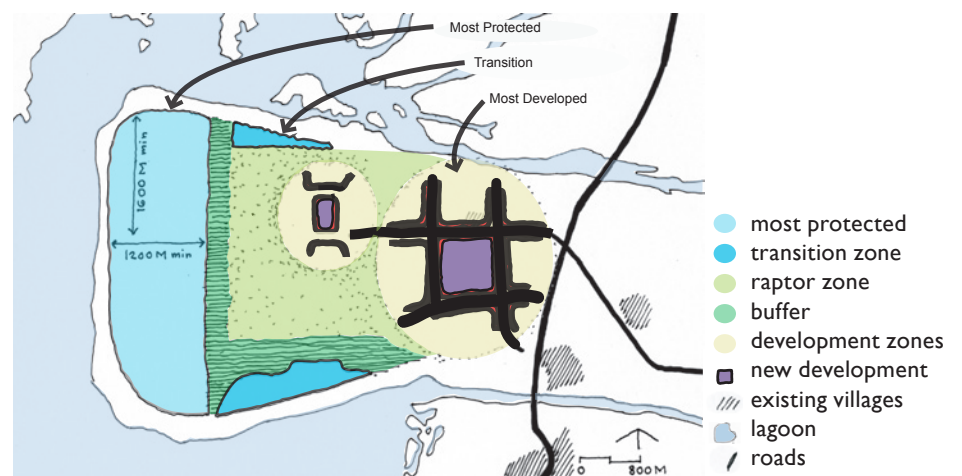 Most Protected
Transition
Most Developed
1600 M min
1200 M min
most protected
transition zone
raptor zone
buffer
development zones
new development
existing villages
lagoon
roads
0 800 M